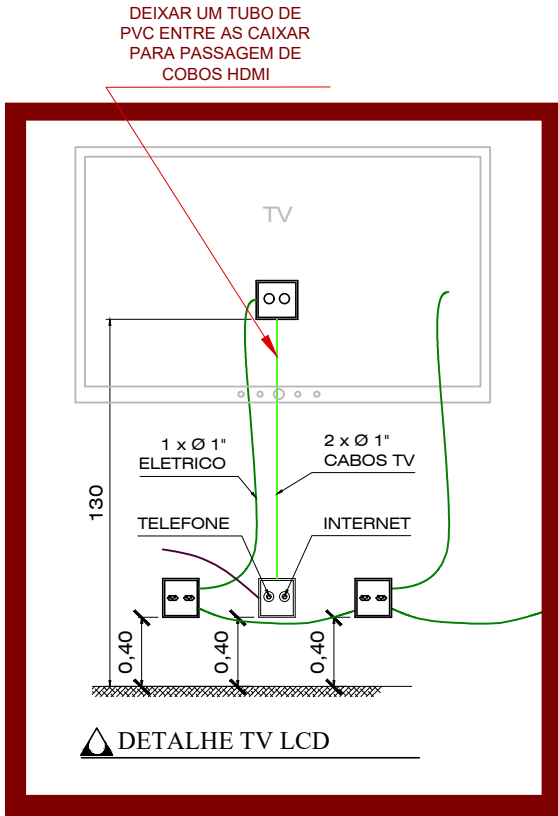 DEIXAR UM TUBO DE
PVC ENTRE AS CAIXAR
PARA PASSAGEM DE
COBOS HDMI
TV
1 x Ø 1"
ELETRICO
2 x Ø 1"
CABOS TV
130
TELEFONE
INTERNET
0,40
0,40
0,40
DETALHE TV LCD